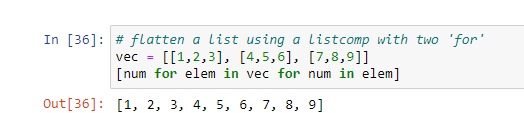 In [36]: # flatten a list using a listcomp with two 'for'
vec = [[1,2,3], [4,5,6], [7,8,9]]
[num for elem in vec for num in elem]
Out[36]: [1, 2, 3, 4, 5, 6, 7, 8, 9]